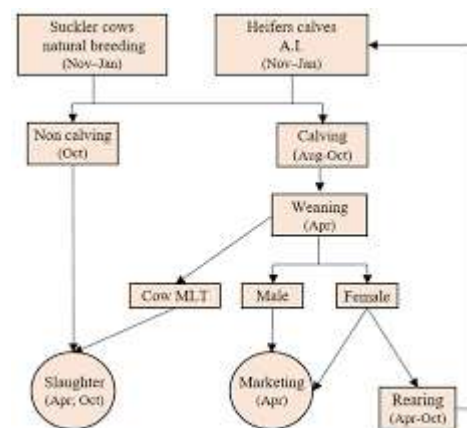 Suckler cows
natural breeding
(Nov–Jan)
Heifers calves
A.I.
(Nov–Jan)
Non calving
(Oct)
Calving
(Aug-Oct)
Weaning
(Apr)
Cow MLT
Male
Female
Slaughter
(Apr; Oct)
Marketing
(Apr)
Rearing
(Apr-Oct)